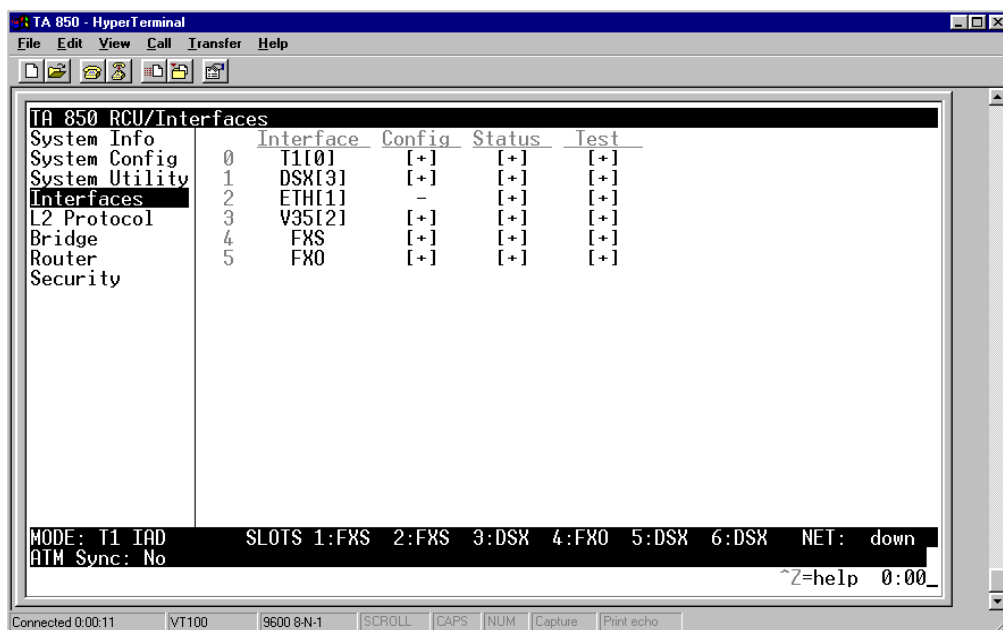 TA 850 - HyperTerminal
File Edit View Call Transfer Help
TA 850 RCU/Interfaces
System Info Interface Config Status Test
System Config 0 T1[0] [+] [+] [+]
System Utility 1 DSX[3] [+] [+] [+]
Interfaces 2 ETH[1] - [+] [+]
L2 Protocol 3 V35[2] [+] [+] [+]
Bridge 4 FXS [+] [+] [+]
Router 5 FXO [+] [+] [+]
Security
MODE: T1 IAD SLOTS 1:FXS 2:FXS 3:DSX 4:FXO 5:DSX 6:DSX NET: down
ATM Sync: No
^Z=help 0:00_
Connected 0:00:11 VT100 9600 8-N-1 SCROLL CAPS NUM Capture Print echo